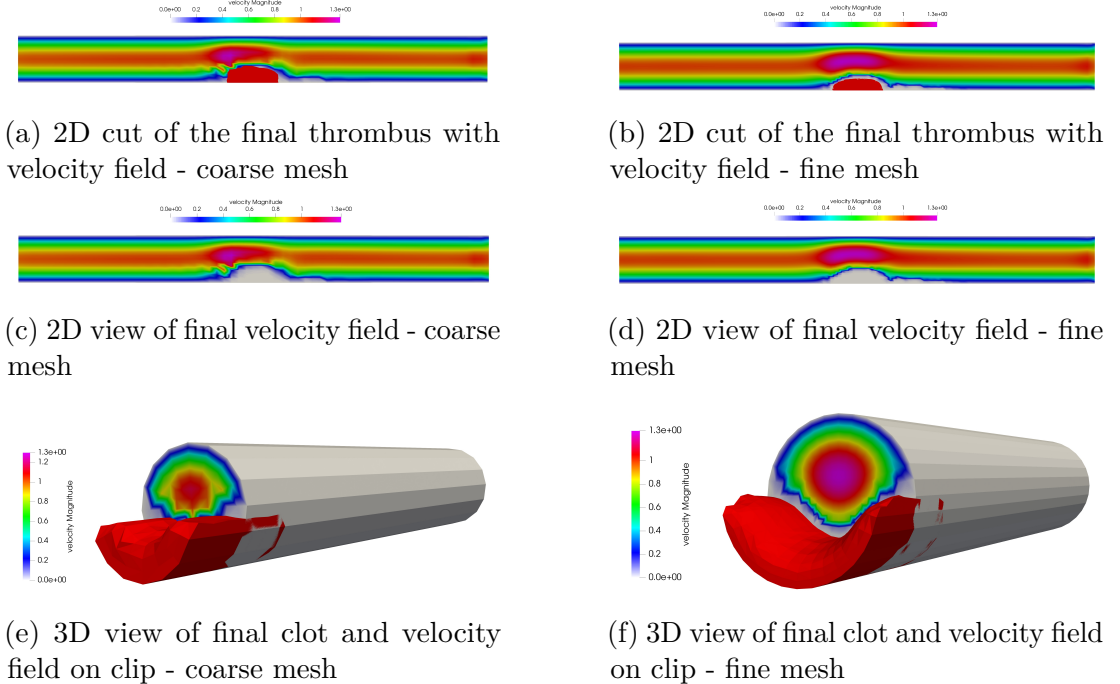 velocity Magnitude
0.0e+00 0.2 0.4 0.6 0.8 1 1.3e+00
velocity Magnitude
0.0e+00 0.2 0.4 0.6 0.8 1 1.3e+00
(a) 2D cut of the final thrombus with
velocity field - coarse mesh
(b) 2D cut of the final thrombus with
velocity field - fine mesh
velocity Magnitude
0.0e+00 0.2 0.4 0.6 0.8 1 1.3e+00
velocity Magnitude
0.0e+00 0.2 0.4 0.6 0.8 1 1.3e+00
(c) 2D view of final velocity field - coarse
mesh
(d) 2D view of final velocity field - fine
mesh
1.3e+00
1.2
1
0.8
0.6
0.4
0.2
0.0e+00
velocity Magnitude
1.3e+00
1
0.8
0.6
0.4
0.2
0.0e+00
velocity Magnitude
(e) 3D view of final clot and velocity
field on clip - coarse mesh
(f) 3D view of final clot and velocity field
on clip - fine mesh